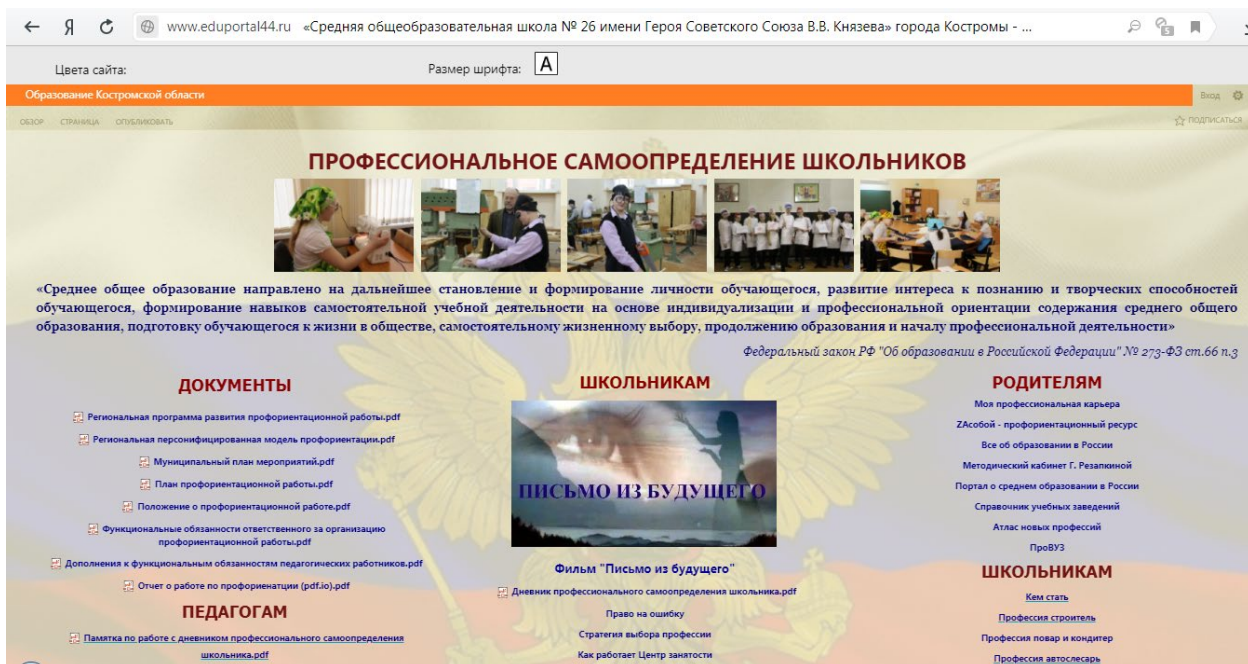 www.eduportal44.ru «Средняя общеобразовательная школа № 26 имени Героя Советского Союза В.В. Князева» города Костромы - ...
Цвета сайта:
Размер шрифта: А
Образование Костромской области
Вход
ОБЗОР СТРАНИЦА ОПУБЛИКОВАТЬ
ПОДПИСАТЬСЯ
ПРОФЕССИОНАЛЬНОЕ САМООПРЕДЕЛЕНИЕ ШКОЛЬНИКОВ
«Среднее общее образование направлено на дальнейшее становление и формирование личности обучающегося, развитие интереса к познанию и творческих способностей
обучающегося, формирование навыков самостоятельной учебной деятельности на основе индивидуализации и профессиональной ориентации содержания среднего общего
образования, подготовку обучающегося к жизни в обществе, самостоятельному жизненному выбору, продолжению образования и началу профессиональной деятельности»
Федеральный закон РФ "Об образовании в Российской Федерации" № 273-ФЗ ст.66 п.3
ДОКУМЕНТЫ
Региональная программа развития профориентационной работы.pdf
Региональная персонифицированная модель профориентации.pdf
Муниципальный план мероприятий.pdf
План профориентационной работы.pdf
Положение о профориентационной работе.pdf
Функциональные обязанности ответственного за организацию
профориентационной работы.pdf
Дополнения к функциональным обязанностям педагогических работников.pdf
Отчет о работе по профориенатции (pdf.io).pdf
ПЕДАГОГАМ
Памятка по работе с дневником профессионального самоопределения
школьника.pdf
ШКОЛЬНИКАМ
ПИСЬМО ИЗ БУДУЩЕГО
Фильм "Письмо из будущего"
Дневник профессионального самоопределения школьника.pdf
Право на ошибку
Стратегия выбора профессии
Как работает Центр занятости
РОДИТЕЛЯМ
Моя профессиональная карьера
ZАсобой - профориентационный ресурс
Все об образовании в России
Методический кабинет Г. Резапкиной
Портал о среднем образовании в России
Справочник учебных заведений
Атлас новых профессий
ПроВУЗ
ШКОЛЬНИКАМ
Кем стать
Профессия строитель
Профессия повар и кондитер
Профессия автослесарь